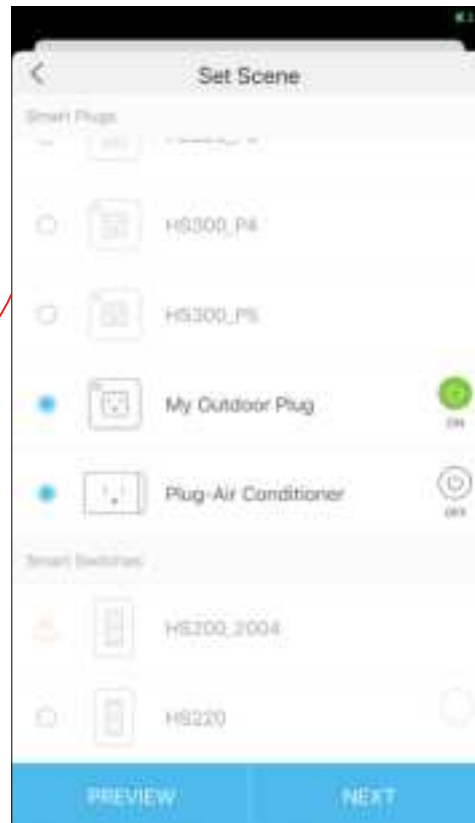 Set Scene
Smart Plugs
HS300_P4
HS300_P5
My Outdoor Plug
ON
Plug-Air Conditioner
OFF
Smart Switches
HS200_2004
HS220
PREVIEW
NEXT